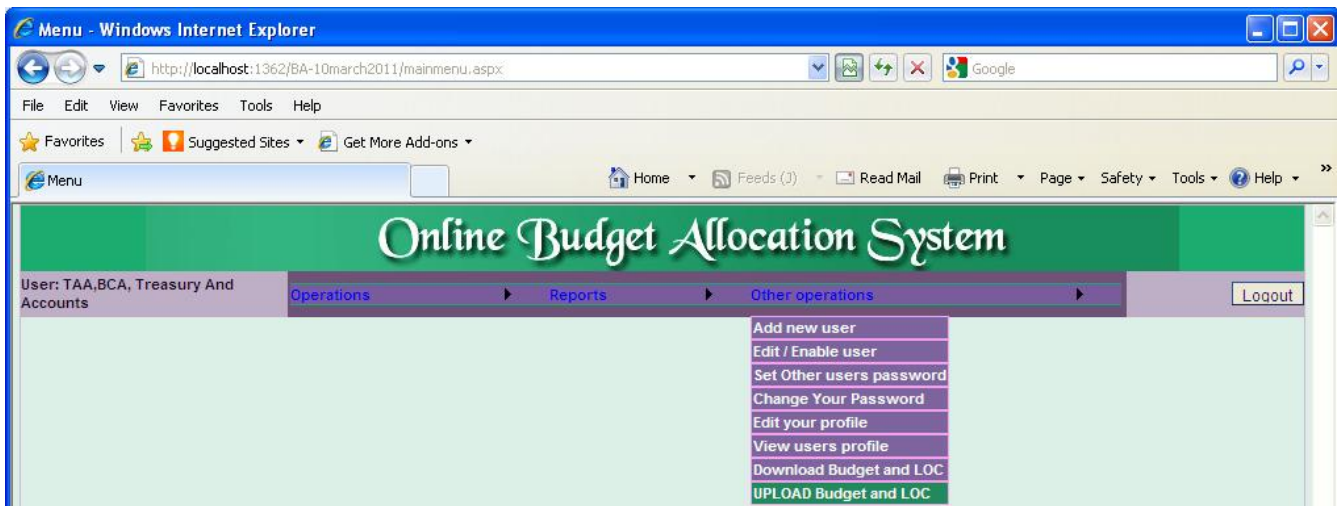 Menu - Windows Internet Explorer
http://localhost:1362/BA-10march2011/mainmenu.aspx
Google
File Edit View Favorites Tools Help
Favorites Suggested Sites Get More Add-ons
Menu Home Feeds (J) Read Mail Print Page Safety Tools Help »
Online Budget Allocation System
User: TAA,BCA, Treasury And
Accounts
Operations Reports Other operations Logout
Add new user
Edit / Enable user
Set Other users password
Change Your Password
Edit your profile
View users profile
Download Budget and LOC
UPLOAD Budget and LOC